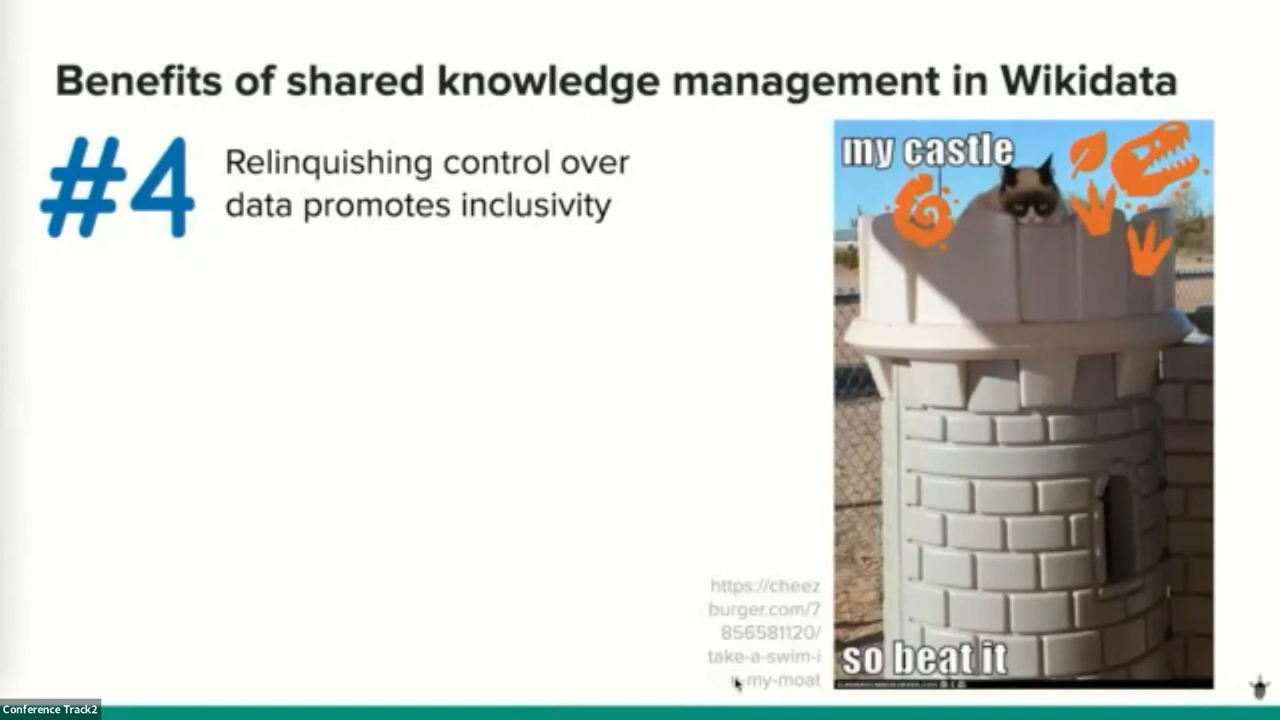 Benefits of shared knowledge management in Wikidata
#4
Relinquishing control over
data promotes inclusivity
my castle
so beat it
https://cheez
burger.com/7
856581120/
take-a-swim-i
-my-moat
Conference Track2